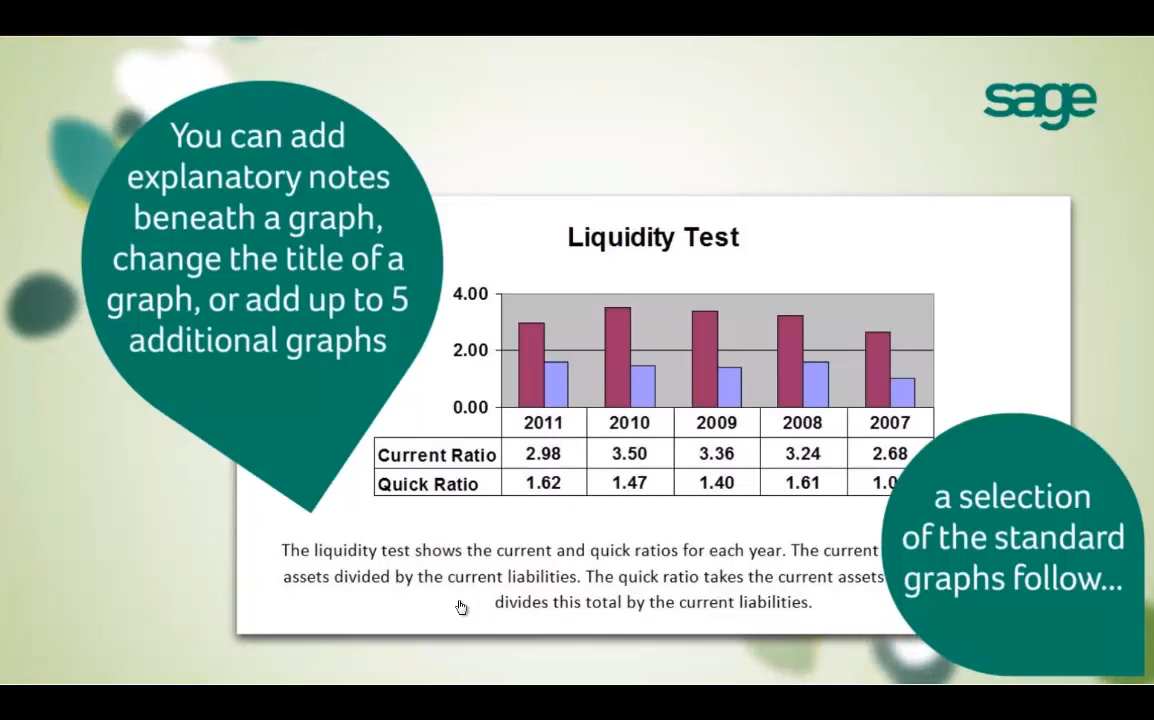 sage
You can add
explanatory notes
beneath a graph,
change the title of a
graph, or add up to 5
additional graphs
Liquidity Test
4.00
2.00
0.00
2011 2010 2009 2008 2007
Current Ratio 2.98 3.50 3.36 3.24 2.68
Quick Ratio 1.62 1.47 1.40 1.61
The liquidity test shows the current and quick ratios for each year. The current
assets divided by the current liabilities. The quick ratio takes the current assets
divides this total by the current liabilities.
a selection
of the standard
graphs follow...